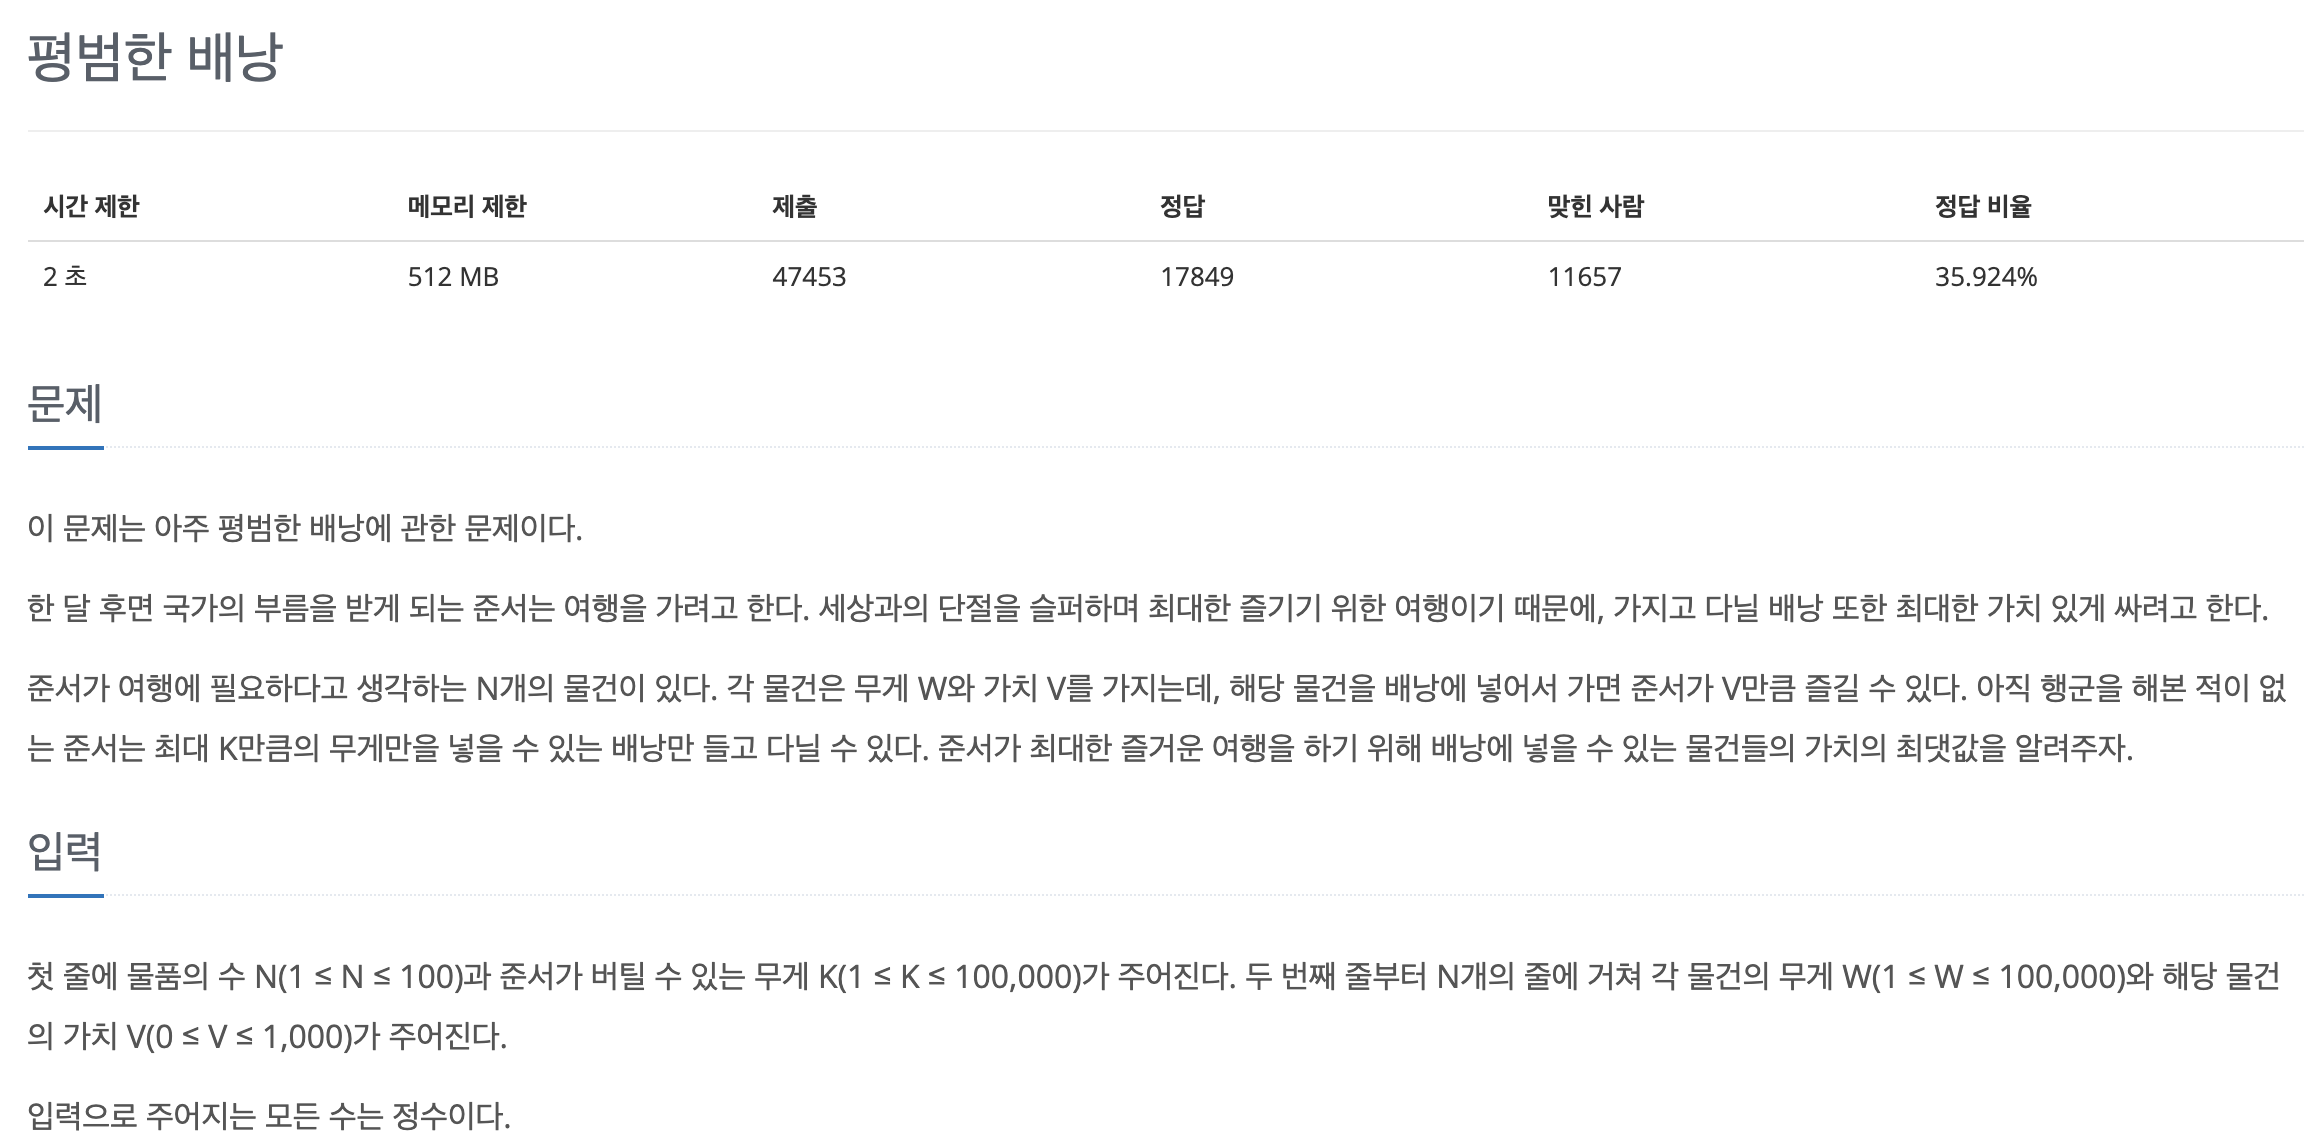 평범한 배낭
시간 제한 메모리 제한 제출 정답 맞힌 사람 정답 비율
2 초 512 MB 47453 17849 11657 35.924%
문제
이 문제는 아주 평범한 배낭에 관한 문제이다.
한 달 후면 국가의 부름을 받게 되는 준서는 여행을 가려고 한다. 세상과의 단절을 슬퍼하며 최대한 즐기기 위한 여행이기 때문에, 가지고 다닐 배낭 또한 최대한 가치 있게 싸려고 한다.
준서가 여행에 필요하다고 생각하는 N개의 물건이 있다. 각 물건은 무게 W와 가치 V를 가지는데, 해당 물건을 배낭에 넣어서 가면 준서가 V만큼 즐길 수 있다. 아직 행군을 해본 적이 없
는 준서는 최대 K만큼의 무게만을 넣을 수 있는 배낭만 들고 다닐 수 있다. 준서가 최대한 즐거운 여행을 하기 위해 배낭에 넣을 수 있는 물건들의 가치의 최댓값을 알려주자.
입력
첫 줄에 물품의 수 N(1 ≤ N ≤ 100)과 준서가 버틸 수 있는 무게 K(1 ≤ K ≤ 100,000)가 주어진다. 두 번째 줄부터 N개의 줄에 거쳐 각 물건의 무게 W(1 ≤ W ≤ 100,000)와 해당 물건
의 가치 V(0 ≤ V ≤ 1,000)가 주어진다.
입력으로 주어지는 모든 수는 정수이다.